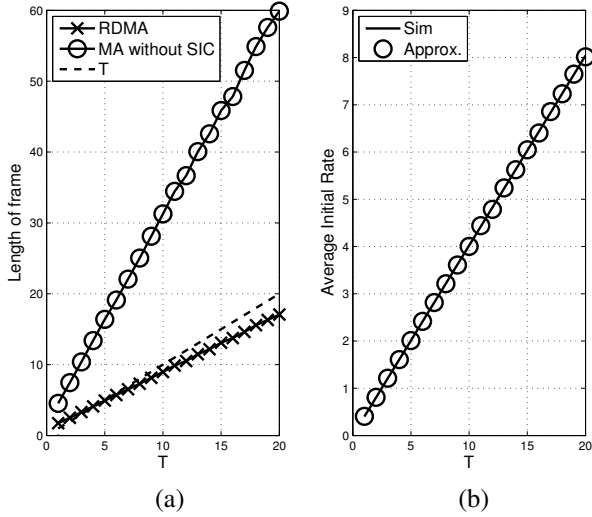 RDMA
MA without SIC
T
60
50
40
30
20
10
0
0 5 10 15 20
Length of frame
T
(a)
Sim
Approx.
9
8
7
6
5
4
3
2
1
0
0 5 10 15 20
Average Initial Rate
T
(b)